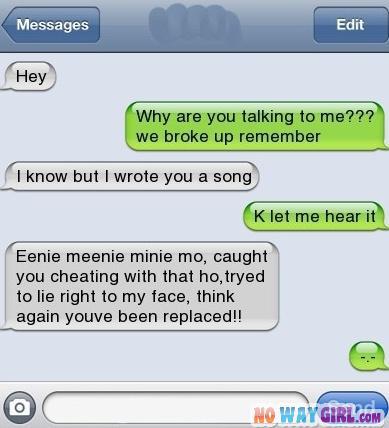 Messages
Edit
Hey
Why are you talking to me???
we broke up remember
I know but I wrote you a song
K let me hear it
Eenie meenie minie mo, caught
you cheating with that ho,tryed
to lie right to my face, think
again youve been replaced!!
-.-
Send
NO WAY GIRL.COM